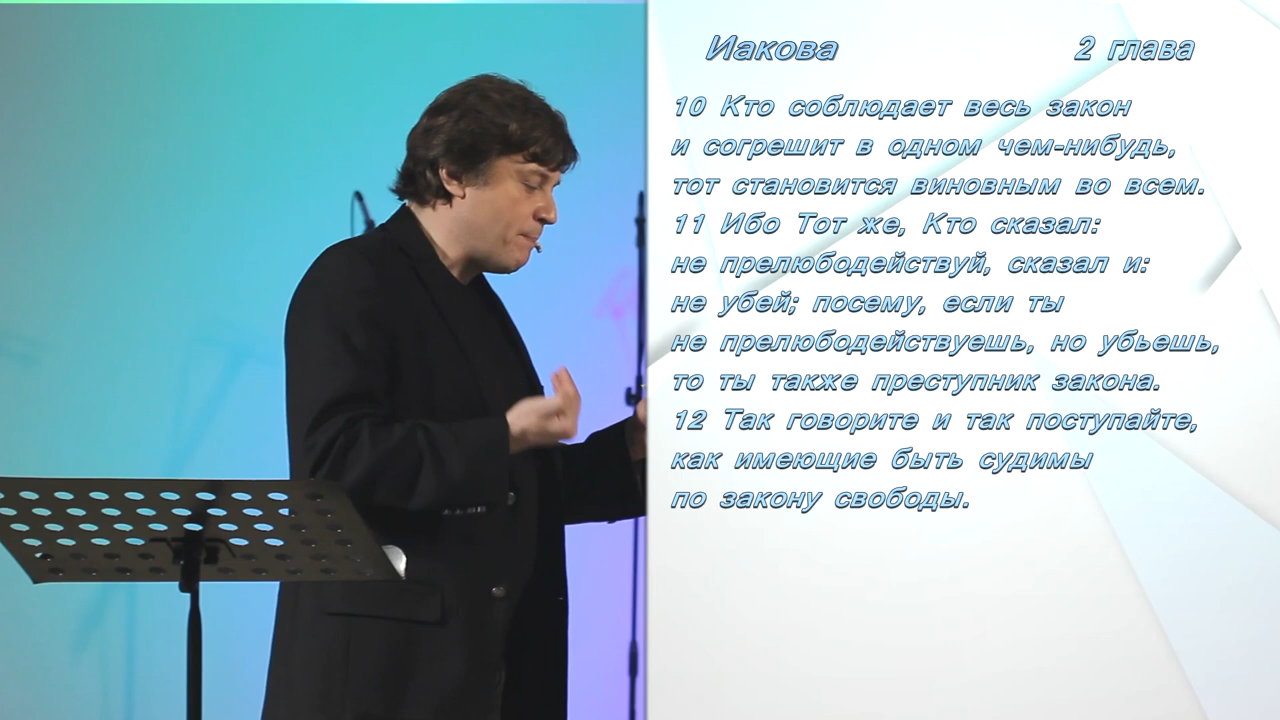 Иакова 2 глава
10 Кто соблюдает весь закон
и согрешит в одном чем-нибудь,
тот становится виновным во всем.
11 Ибо Тот же, Кто сказал:
не прелюбодействуй, сказал и:
не убей; посему, если ты
не прелюбодействуешь, но убьешь,
то ты также преступник закона.
12 Так говорите и так поступайте,
как имеющие быть судимы
по закону свободы.